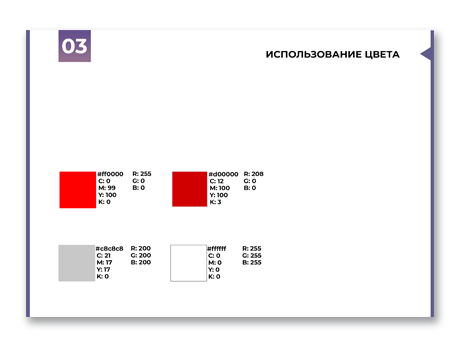 03
ИСПОЛЬЗОВАНИЕ ЦВЕТА
#ff0000 R: 255
C: 0 G: 0
M: 99 B: 0
Y: 100
K: 0
#d00000 R: 208
C: 12 G: 0
M: 100 B: 0
Y: 100
K: 3
#c8c8c8 R: 200
C: 21 G: 200
M: 17 B: 200
Y: 17
K: 0
#ffffff R: 255
C: 0 G: 255
M: 0 B: 255
Y: 0
K: 0